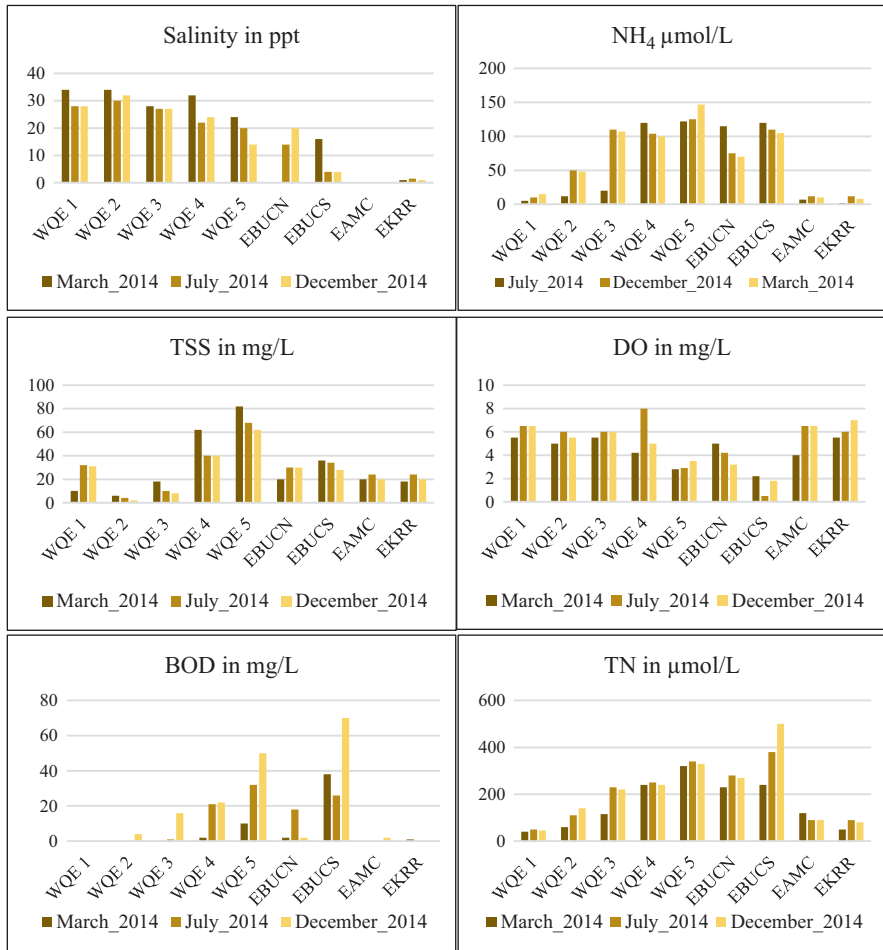 Salinity in ppt
40
30
20
10
0
WQE 1
WQE 2
WQE 3
WQE 4
WQE 5
EBUCN
EBUCS
EAMC
EKRR
March_2014 July_2014 December_2014
NH₄ µmol/L
200
150
100
50
0
WQE 1
WQE 2
WQE 3
WQE 4
WQE 5
EBUCN
EBUCS
EAMC
EKRR
July_2014 December_2014 March_2014
TSS in mg/L
100
80
60
40
20
0
WQE 1
WQE 2
WQE 3
WQE 4
WQE 5
EBUCN
EBUCS
EAMC
EKRR
March_2014 July_2014 December_2014
DO in mg/L
10
8
6
4
2
0
WQE 1
WQE 2
WQE 3
WQE 4
WQE 5
EBUCN
EBUCS
EAMC
EKRR
March_2014 July_2014 December_2014
BOD in mg/L
80
60
40
20
0
WQE 1
WQE 2
WQE 3
WQE 4
WQE 5
EBUCN
EBUCS
EAMC
EKRR
March_2014 July_2014 December_2014
TN in µmol/L
600
400
200
0
WQE 1
WQE 2
WQE 3
WQE 4
WQE 5
EBUCN
EBUCS
EAMC
EKRR
March_2014 July_2014 December_2014